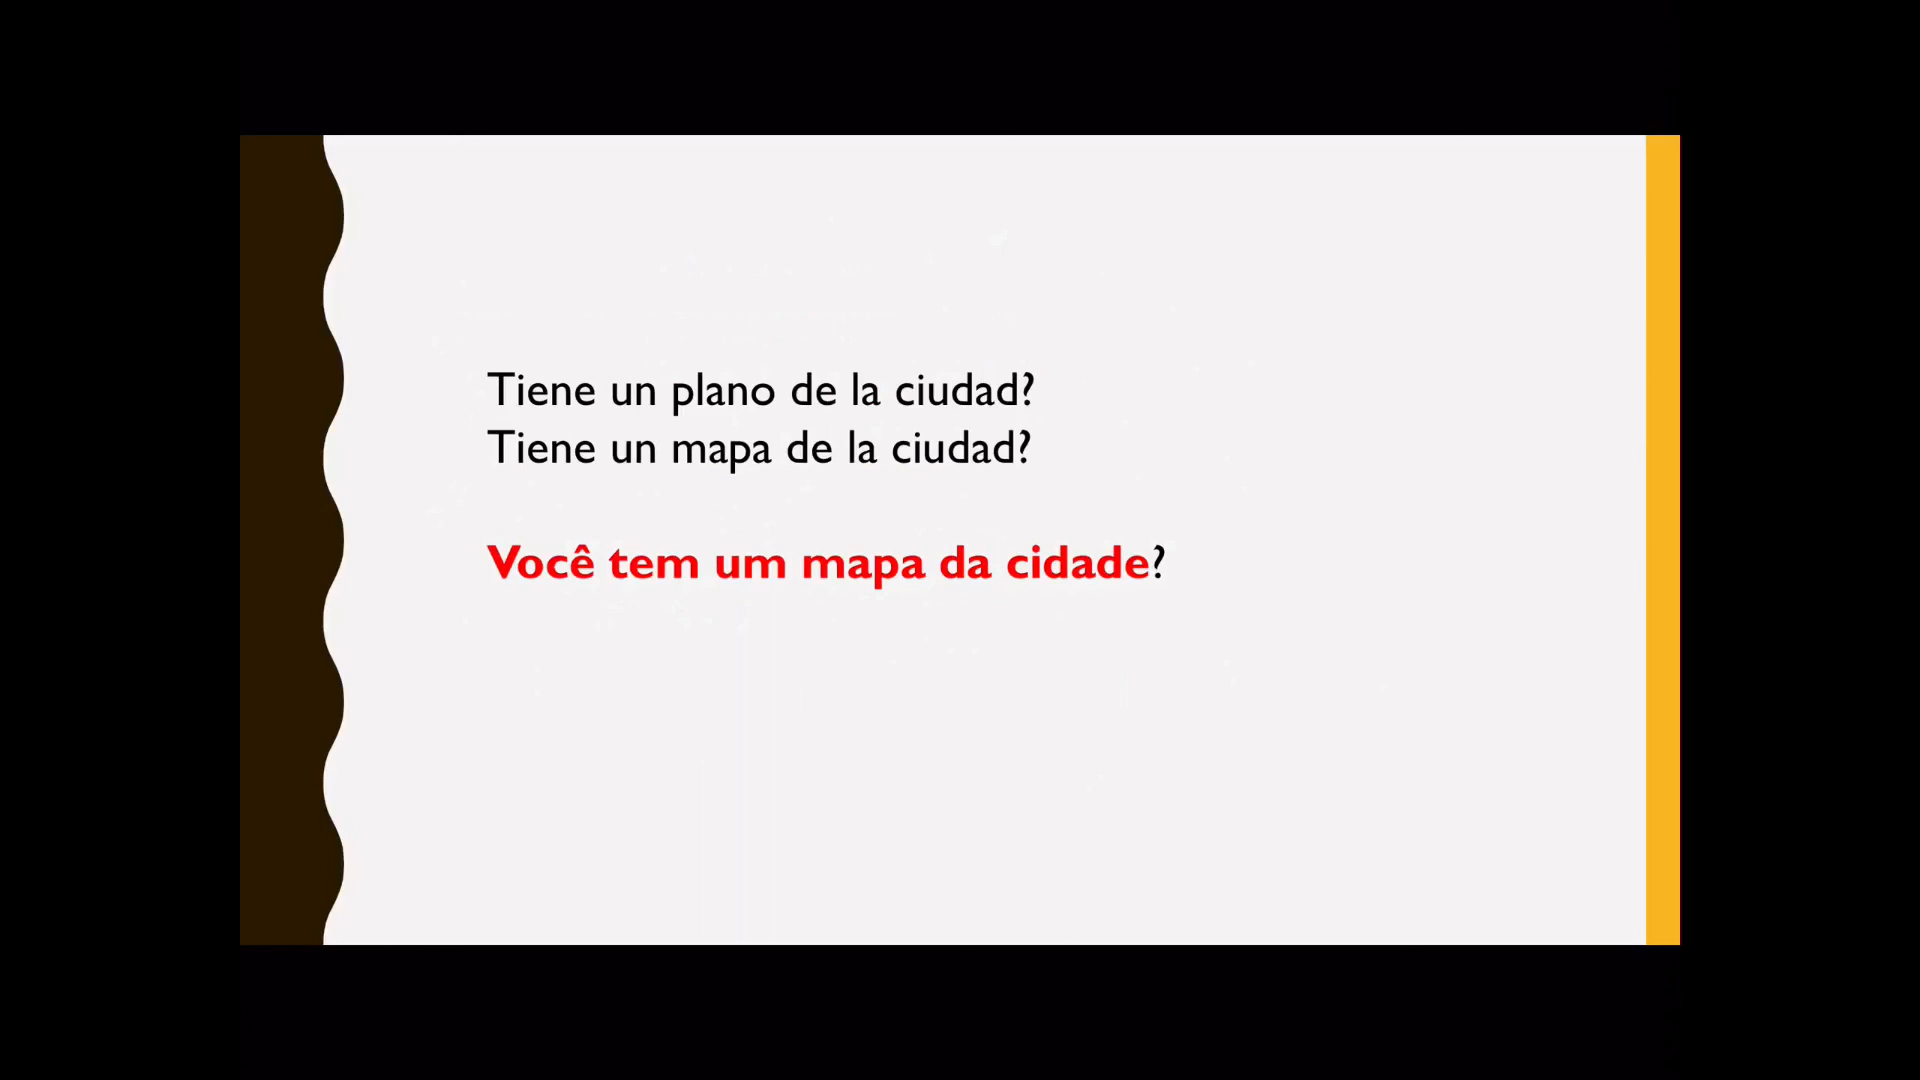 Tiene un plano de la ciudad?
Tiene un mapa de la ciudad?
Você tem um mapa da cidade?